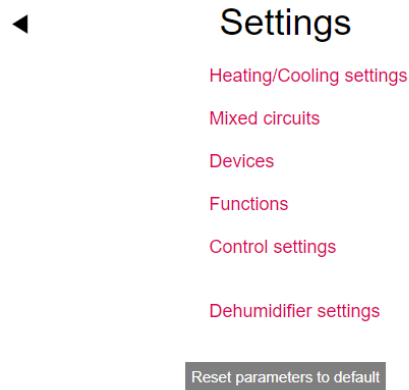 Settings
Heating/Cooling settings
Mixed circuits
Devices
Functions
Control settings
Dehumidifier settings
Reset parameters to default